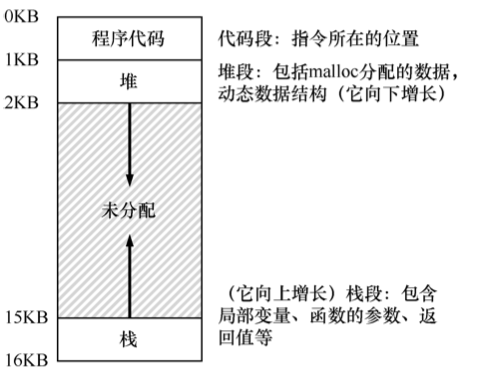 0KB
程序代码
代码段：指令所在的位置
1KB
堆
堆段：包括malloc分配的数据，
动态数据结构（它向下增长）
2KB
未分配
（它向上增长）栈段：包含
局部变量、函数的参数、返
回值等
15KB
栈
16KB